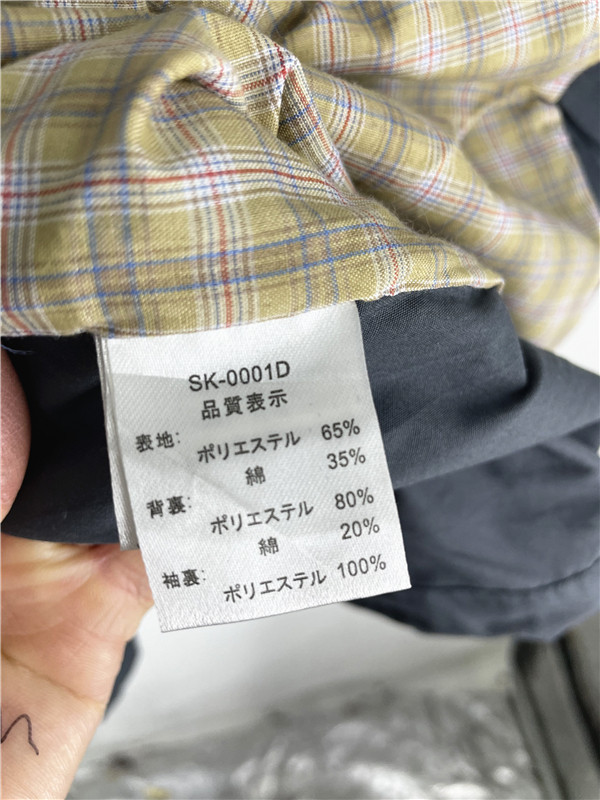 SK-0001D
品質表示
表地: ポリエステル 65%
綿 35%
背裏: ポリエステル 80%
綿 20%
袖裏: ポリエステル 100%